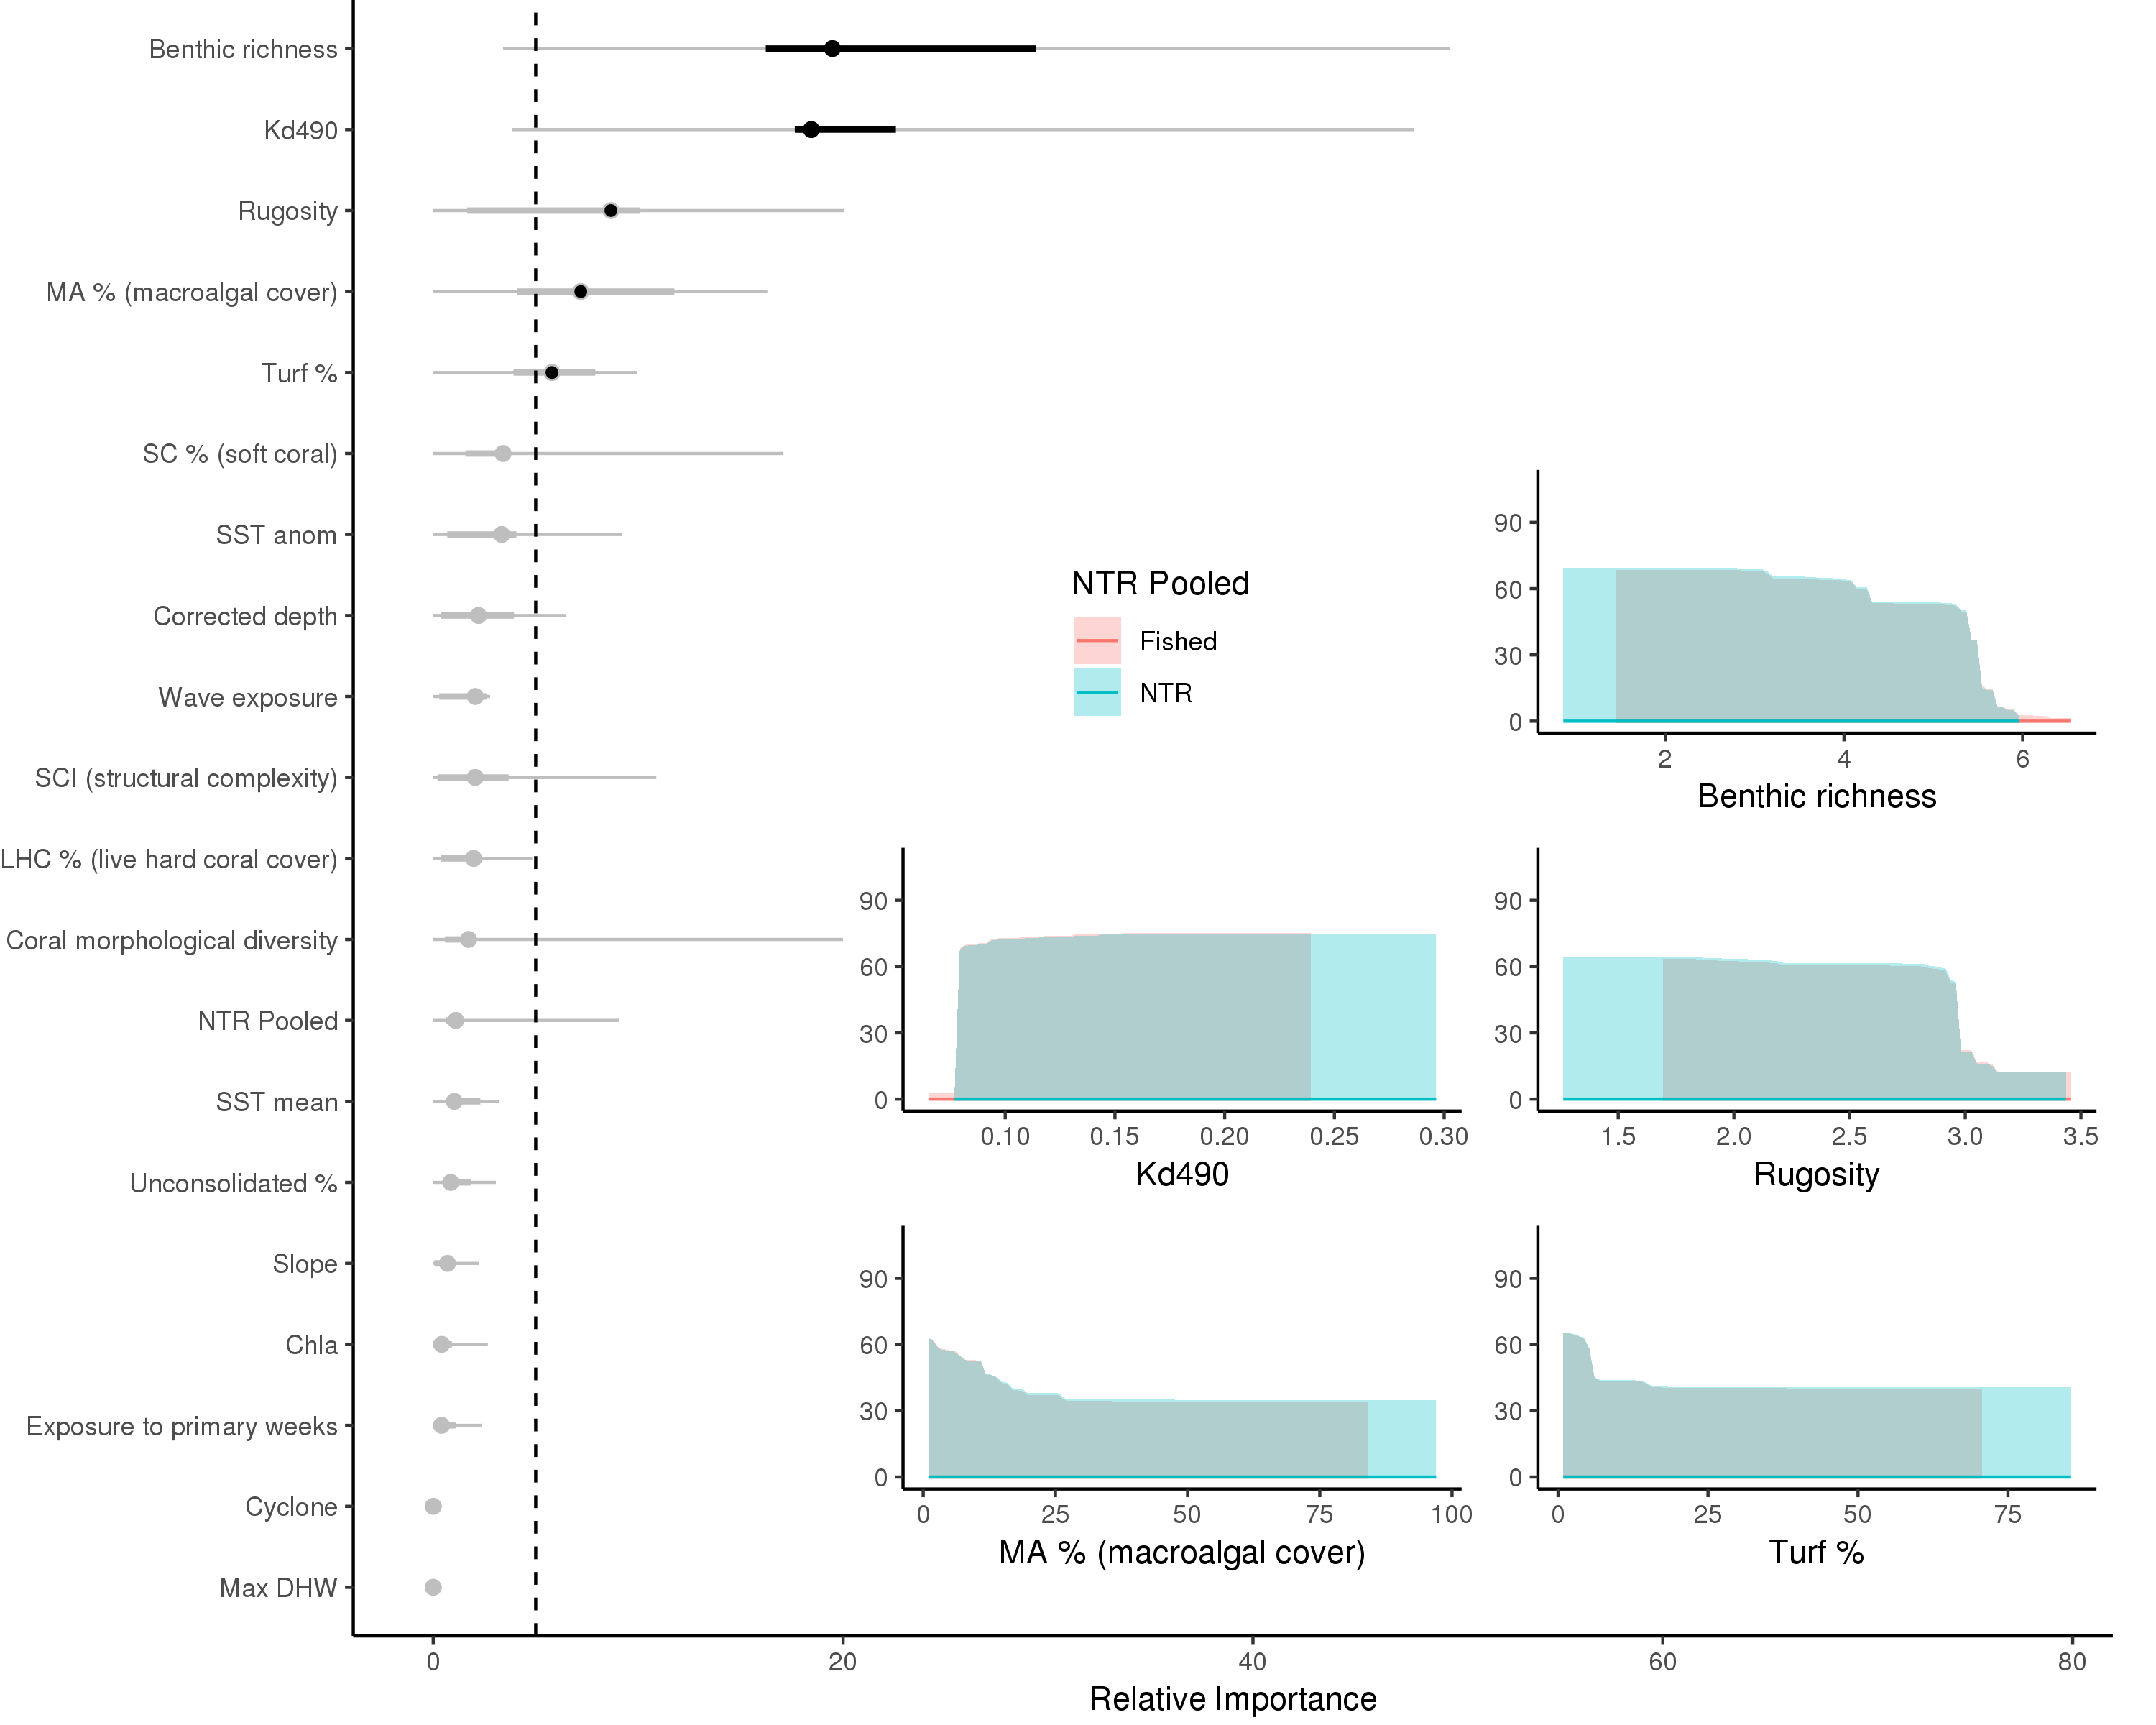 Benthic richness
Kd490
Rugosity
MA % (macroalgal cover)
Turf %
SC % (soft coral)
SST anom
Corrected depth
Wave exposure
SCI (structural complexity)
LHC % (live hard coral cover)
Coral morphological diversity
NTR Pooled
SST mean
Unconsolidated %
Slope
Chla
Exposure to primary weeks
Cyclone
Max DHW
0 20 40 60 80
Relative Importance
NTR Pooled
Fished
NTR
90
60
30
0
2 4 6
Benthic richness
90
60
30
0
0.10 0.15 0.20 0.25 0.30
Kd490
90
60
30
0
1.5 2.0 2.5 3.0 3.5
Rugosity
90
60
30
0
0 25 50 75 100
MA % (macroalgal cover)
90
60
30
0
0 25 50 75
Turf %